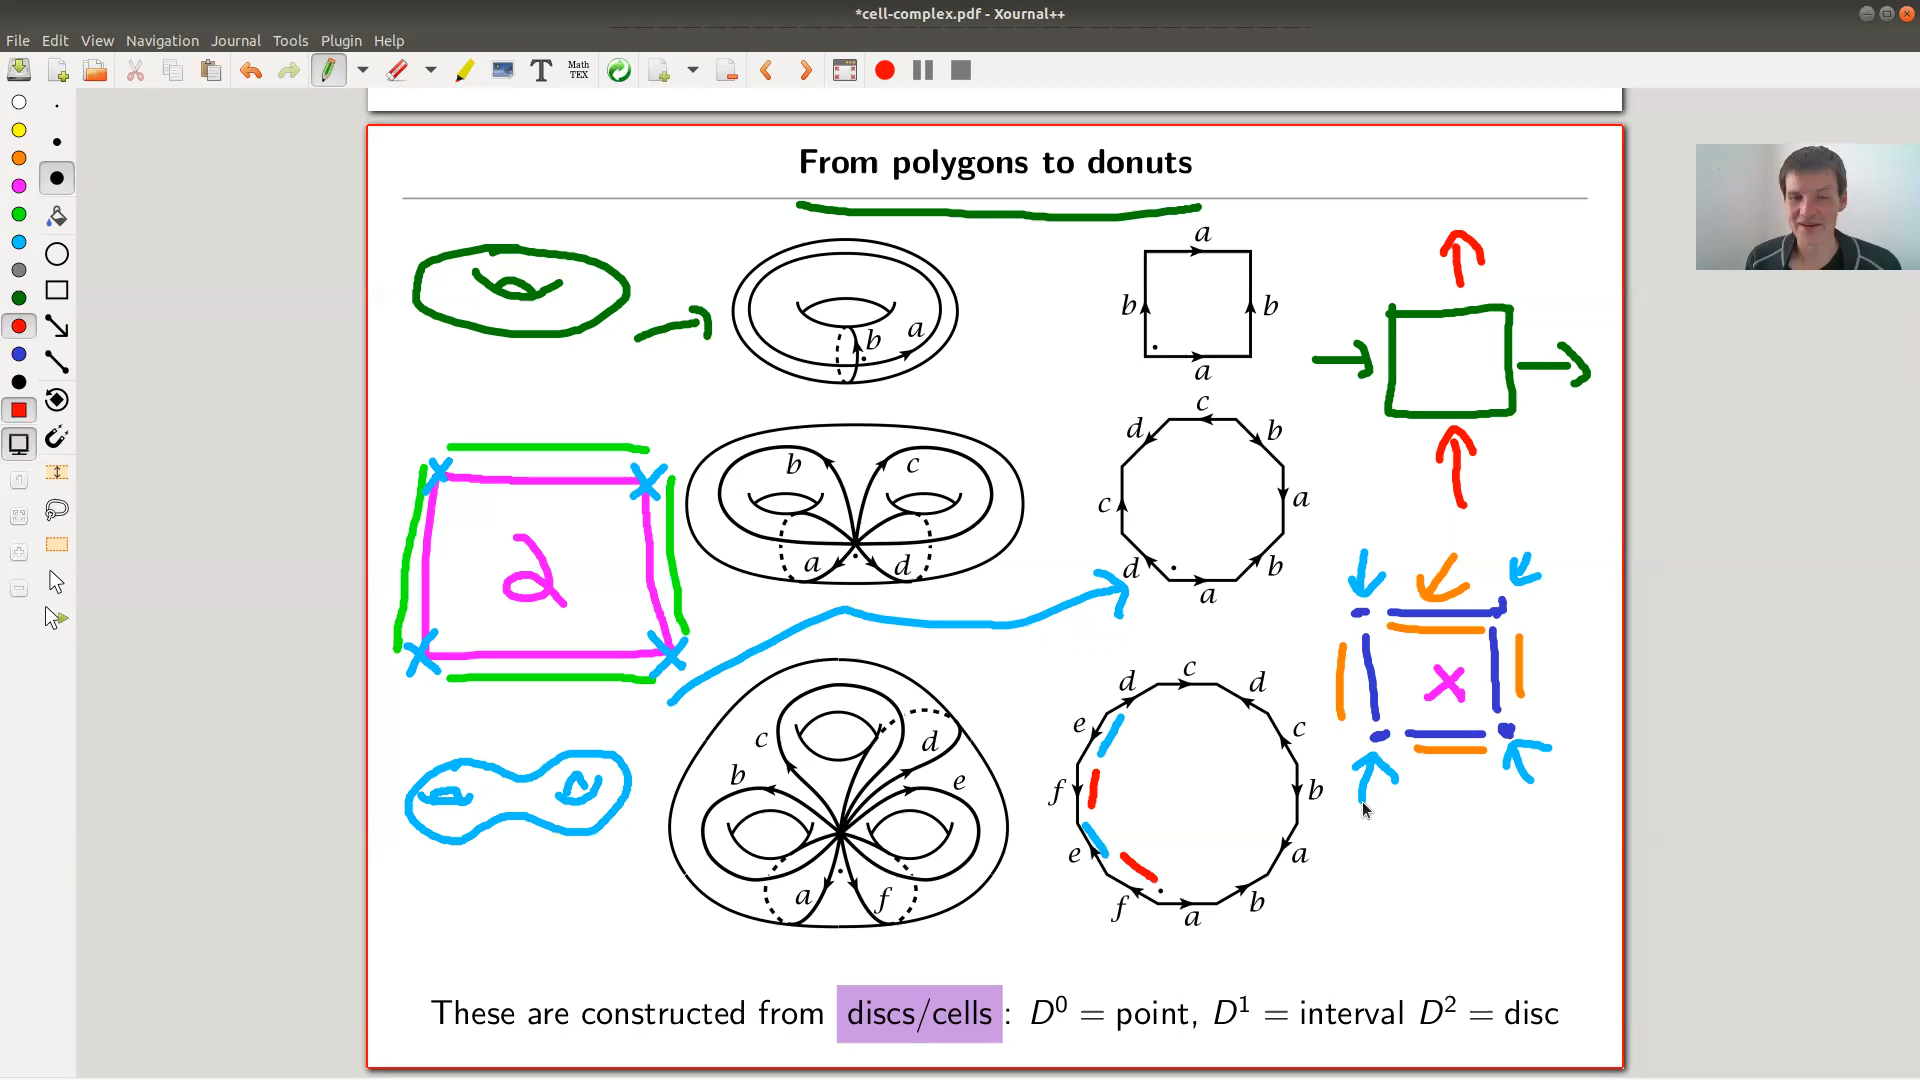 *cell-complex.pdf - Xournal++
File Edit View Navigation Journal Tools Plugin Help
Math
TEX
From polygons to donuts
a
b b
a
b a
c
d b
c a
d b
a
b c
a d
2
d c d
e c
f b
e a
f a b
c d
b e
a f
These are constructed from discs/cells : D⁰ = point, D¹ = interval D² = disc